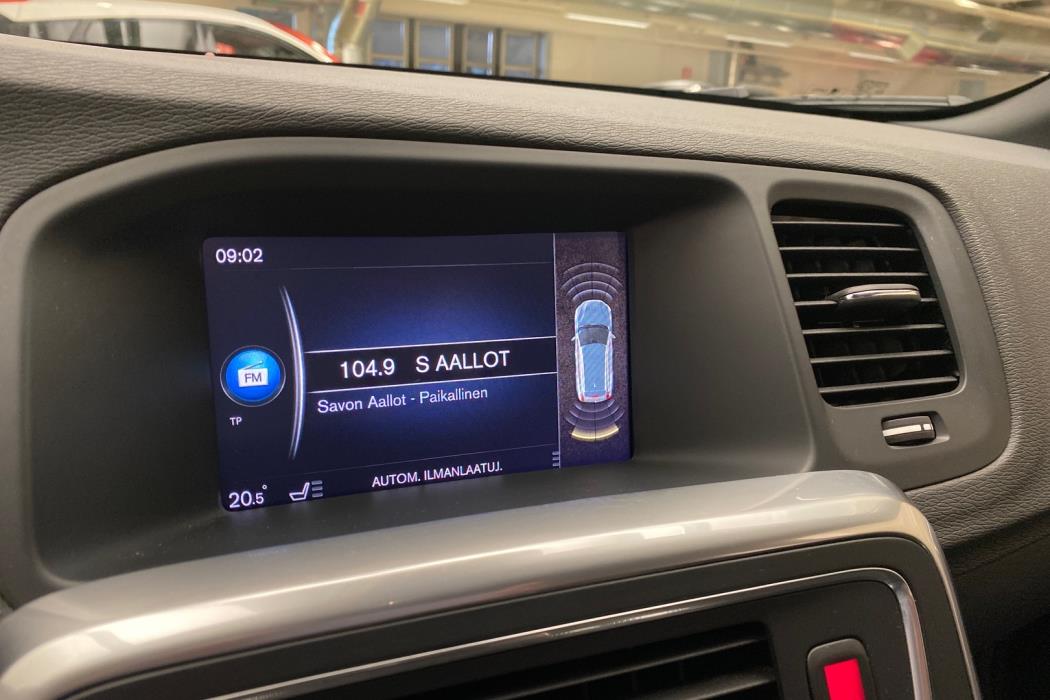 09:02
FM
104.9 S AALLOT
Savon Aallot - Paikallinen
TP
AUTOM. ILMANLAATUJ.
20.5°